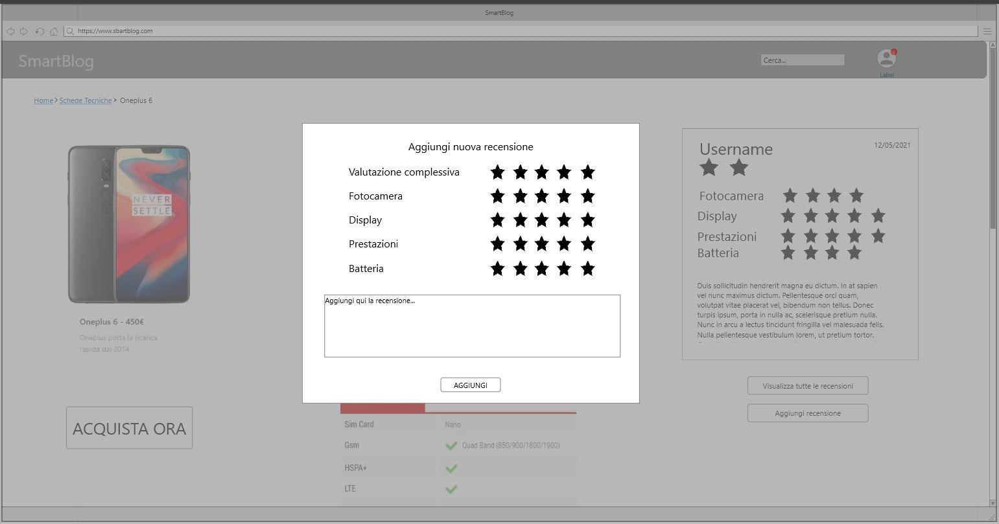 SmartBlog
https://www.sbartblog.com
SmartBlog
Cerca...
Label
Home > Schede Tecniche > Oneplus 6
NEVER
SETTLE
Oneplus 6 - 450€
Oneplus porta la ricarica
rapida dal 2014
ACQUISTA ORA
Aggiungi nuova recensione
Valutazione complessiva
Fotocamera
Display
Prestazioni
Batteria
Aggiungi qui la recensione...
AGGIUNGI
Sim Card Nano
Gsm Quad Band (850/900/1800/1900)
HSPA+
LTE
Username
12/05/2021
Fotocamera
Display
Prestazioni
Batteria
Duis sollicitudin hendrerit magna eu dictum. In at sapien
vel nunc maximus dictum. Pellentesque orci quam,
volutpat vitae placerat vel, bibendum non tellus. Donec
turpis ipsum, porta in nulla ac, scelerisque pretium nulla.
Nunc in arcu a lectus tincidunt fringilla vel malesuada felis.
Nulla pellentesque vestibulum lorem, ut pretium tortor.
Visualizza tutte le recensioni
Aggiungi recensione